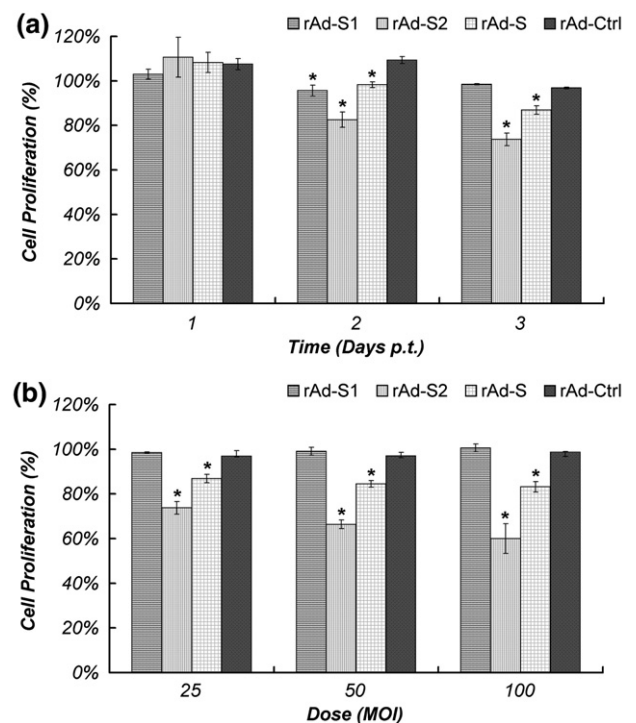 (a)
rAd-S1 rAd-S2 rAd-S rAd-Ctrl
120%
100%
80%
60%
40%
20%
0%
Cell Proliferation (%)
* * *
* *
1 2 3
Time (Days p.t.)
(b)
rAd-S1 rAd-S2 rAd-S rAd-Ctrl
120%
100%
80%
60%
40%
20%
0%
Cell Proliferation (%)
* *
* *
* *
25 50 100
Dose (MOI)